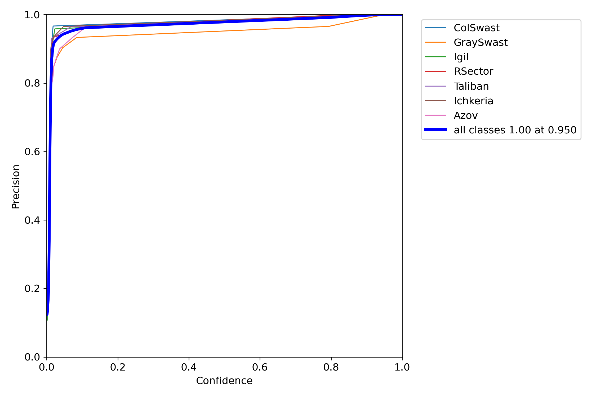 1.0
0.8
0.6
0.4
0.2
0.0
Precision
0.0 0.2 0.4 0.6 0.8 1.0
Confidence
ColSwast
GraySwast
Igil
RSector
Taliban
Ichkeria
Azov
all classes 1.00 at 0.950